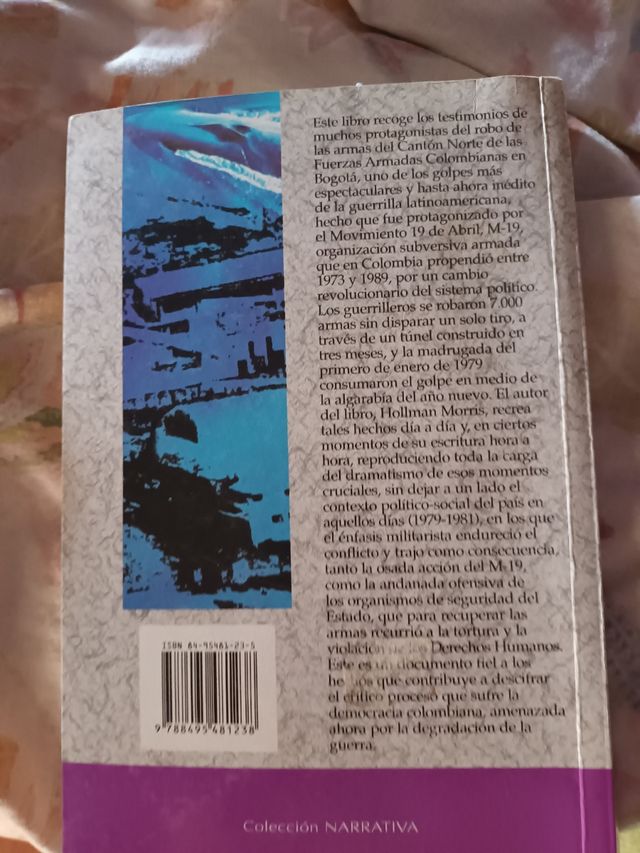 Este libro recoge los testimonios de
muchos protagonistas del robo de
las armas del Cantón Norte de las
Fuerzas Armadas Colombianas en
Bogotá, uno de los golpes más
espectaculares y hasta ahora inédito
de la guerrilla latinoamericana,
hecho que fue protagonizado por
el Movimiento 19 de Abril, M-19,
organización subversiva armada
que en Colombia propendió entre
1973 y 1989, por un cambio
revolucionario del sistema político.
Los guerrilleros se robaron 7.000
armas sin disparar un solo tiro, a
través de un túnel construido en
tres meses, y la madrugada del
primero de enero de 1979
consumaron el golpe en medio de
la algarabía del año nuevo. El autor
del libro, Hollman Morris, recrea
tales hechos día a día y, en ciertos
momentos de su escritura hora a
hora, reproduciendo toda la carga
del dramatismo de esos momentos
cruciales, sin dejar a un lado el
contexto político-social del país en
aquellos días (1979-1981), en los que
el énfasis militarista endureció el
conflicto y trajo como consecuencia,
tanto la osada acción del M-19,
como la andanada ofensiva de
los organismos de seguridad del
Estado, que para recuperar las
armas recurrió a la tortura y la
violación de los Derechos Humanos.
Este es un documento fiel a los
que contribuye a descifrar
el crítico proceso que sufre la
democracia colombiana, amenazada
ahora por la degradación de la
guerra.
ISBN 84-95481-23-5
9 788495 481238
Colección NARRATIVA